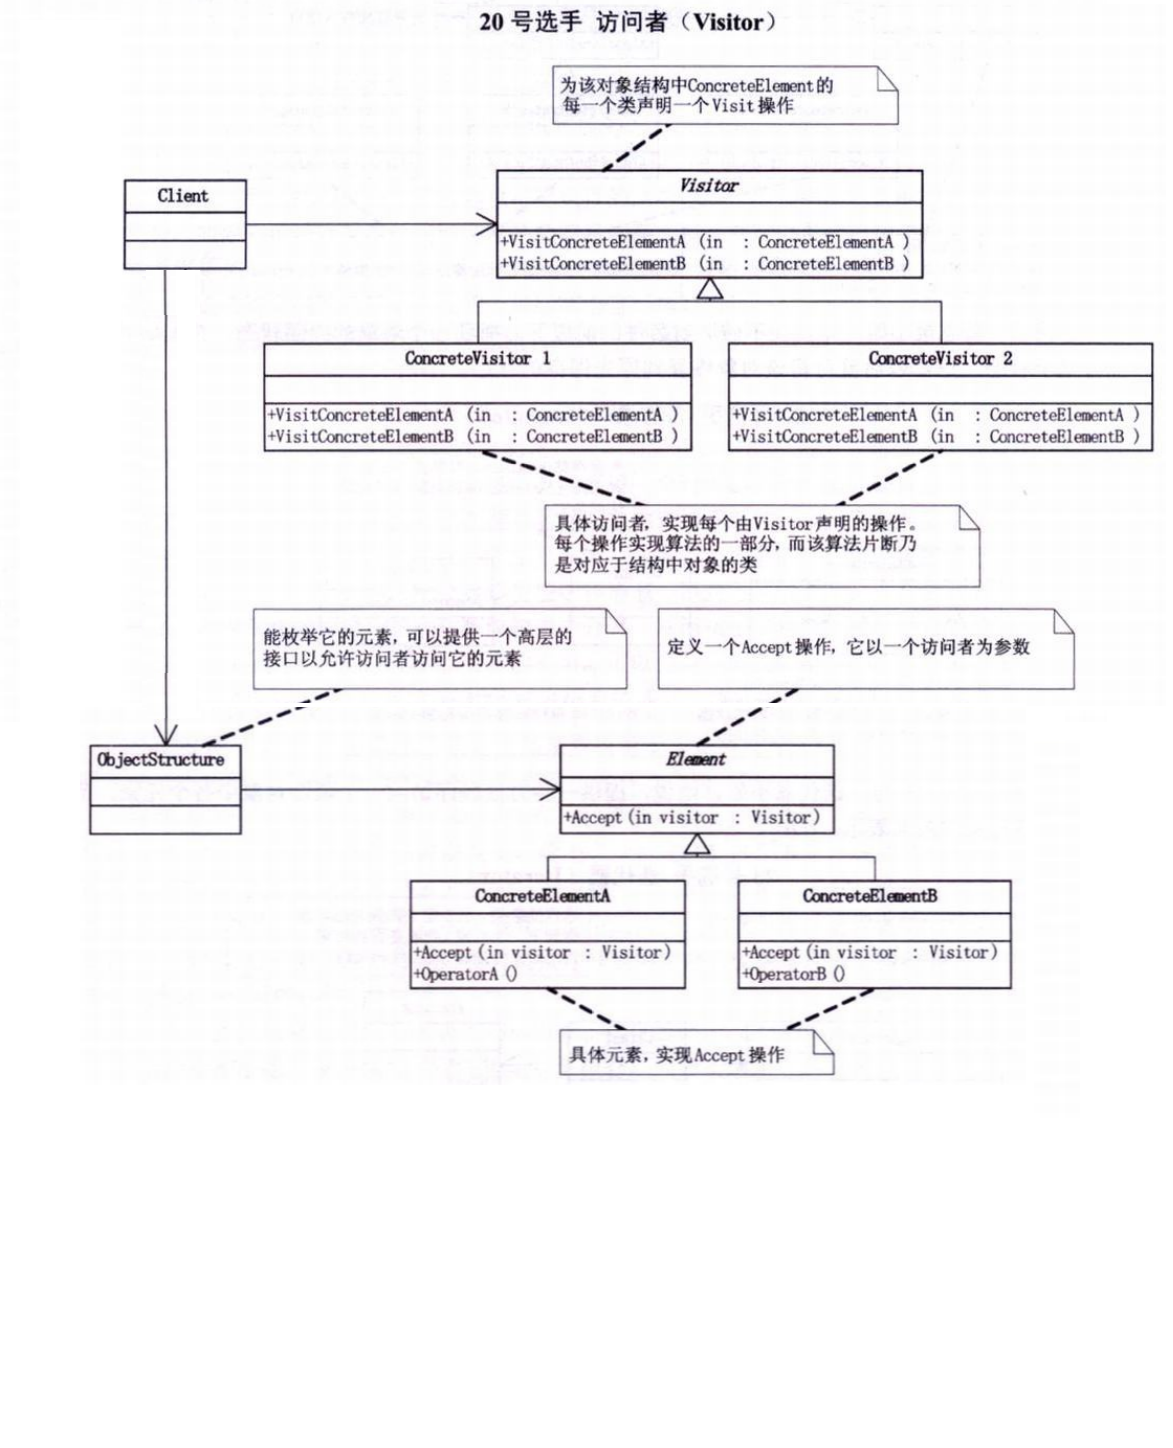 20 号选手 访问者（Visitor）
为该对象结构中ConcreteElement的
每一个类声明一个Visit操作
Client
Visitor
+VisitConcreteElementA (in : ConcreteElementA )
+VisitConcreteElementB (in : ConcreteElementB )
ConcreteVisitor 1
+VisitConcreteElementA (in : ConcreteElementA )
+VisitConcreteElementB (in : ConcreteElementB )
ConcreteVisitor 2
+VisitConcreteElementA (in : ConcreteElementA )
+VisitConcreteElementB (in : ConcreteElementB )
具体访问者，实现每个由Visitor声明的操作。
每个操作实现算法的一部分，而该算法片断乃
是对应于结构中对象的类
能枚举它的元素，可以提供一个高层的
接口以允许访问者访问它的元素
定义一个Accept操作，它以一个访问者为参数
ObjectStructure
Element
+Accept(in visitor : Visitor)
ConcreteElementA
+Accept(in visitor : Visitor)
+OperatorA()
ConcreteElementB
+Accept(in visitor : Visitor)
+OperatorB()
具体元素，实现Accept操作